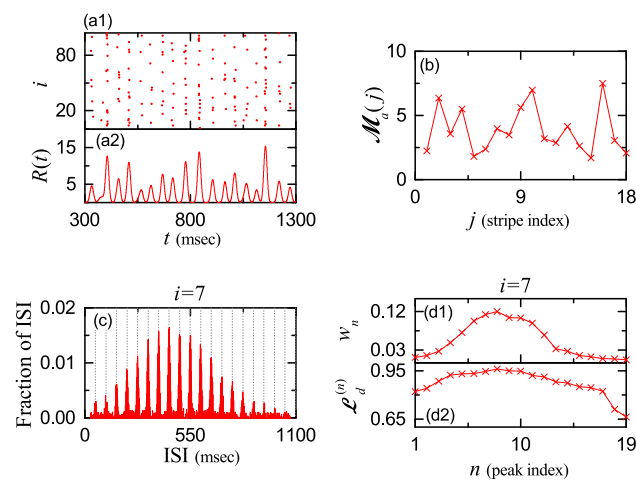 (a1)
80
20
i
(a2)
15
5
R(t)
300 800 1300
t (msec)
(b)
10
5
0
𝓜a(j)
0 9 18
j (stripe index)
i=7
(c)
0.02
0.01
0.00
Fraction of ISI
0 550 1100
ISI (msec)
i=7
(d1)
0.12
0.03
wn
0.95
0.65
𝓛d(n)
(d2)
1 10 19
n (peak index)